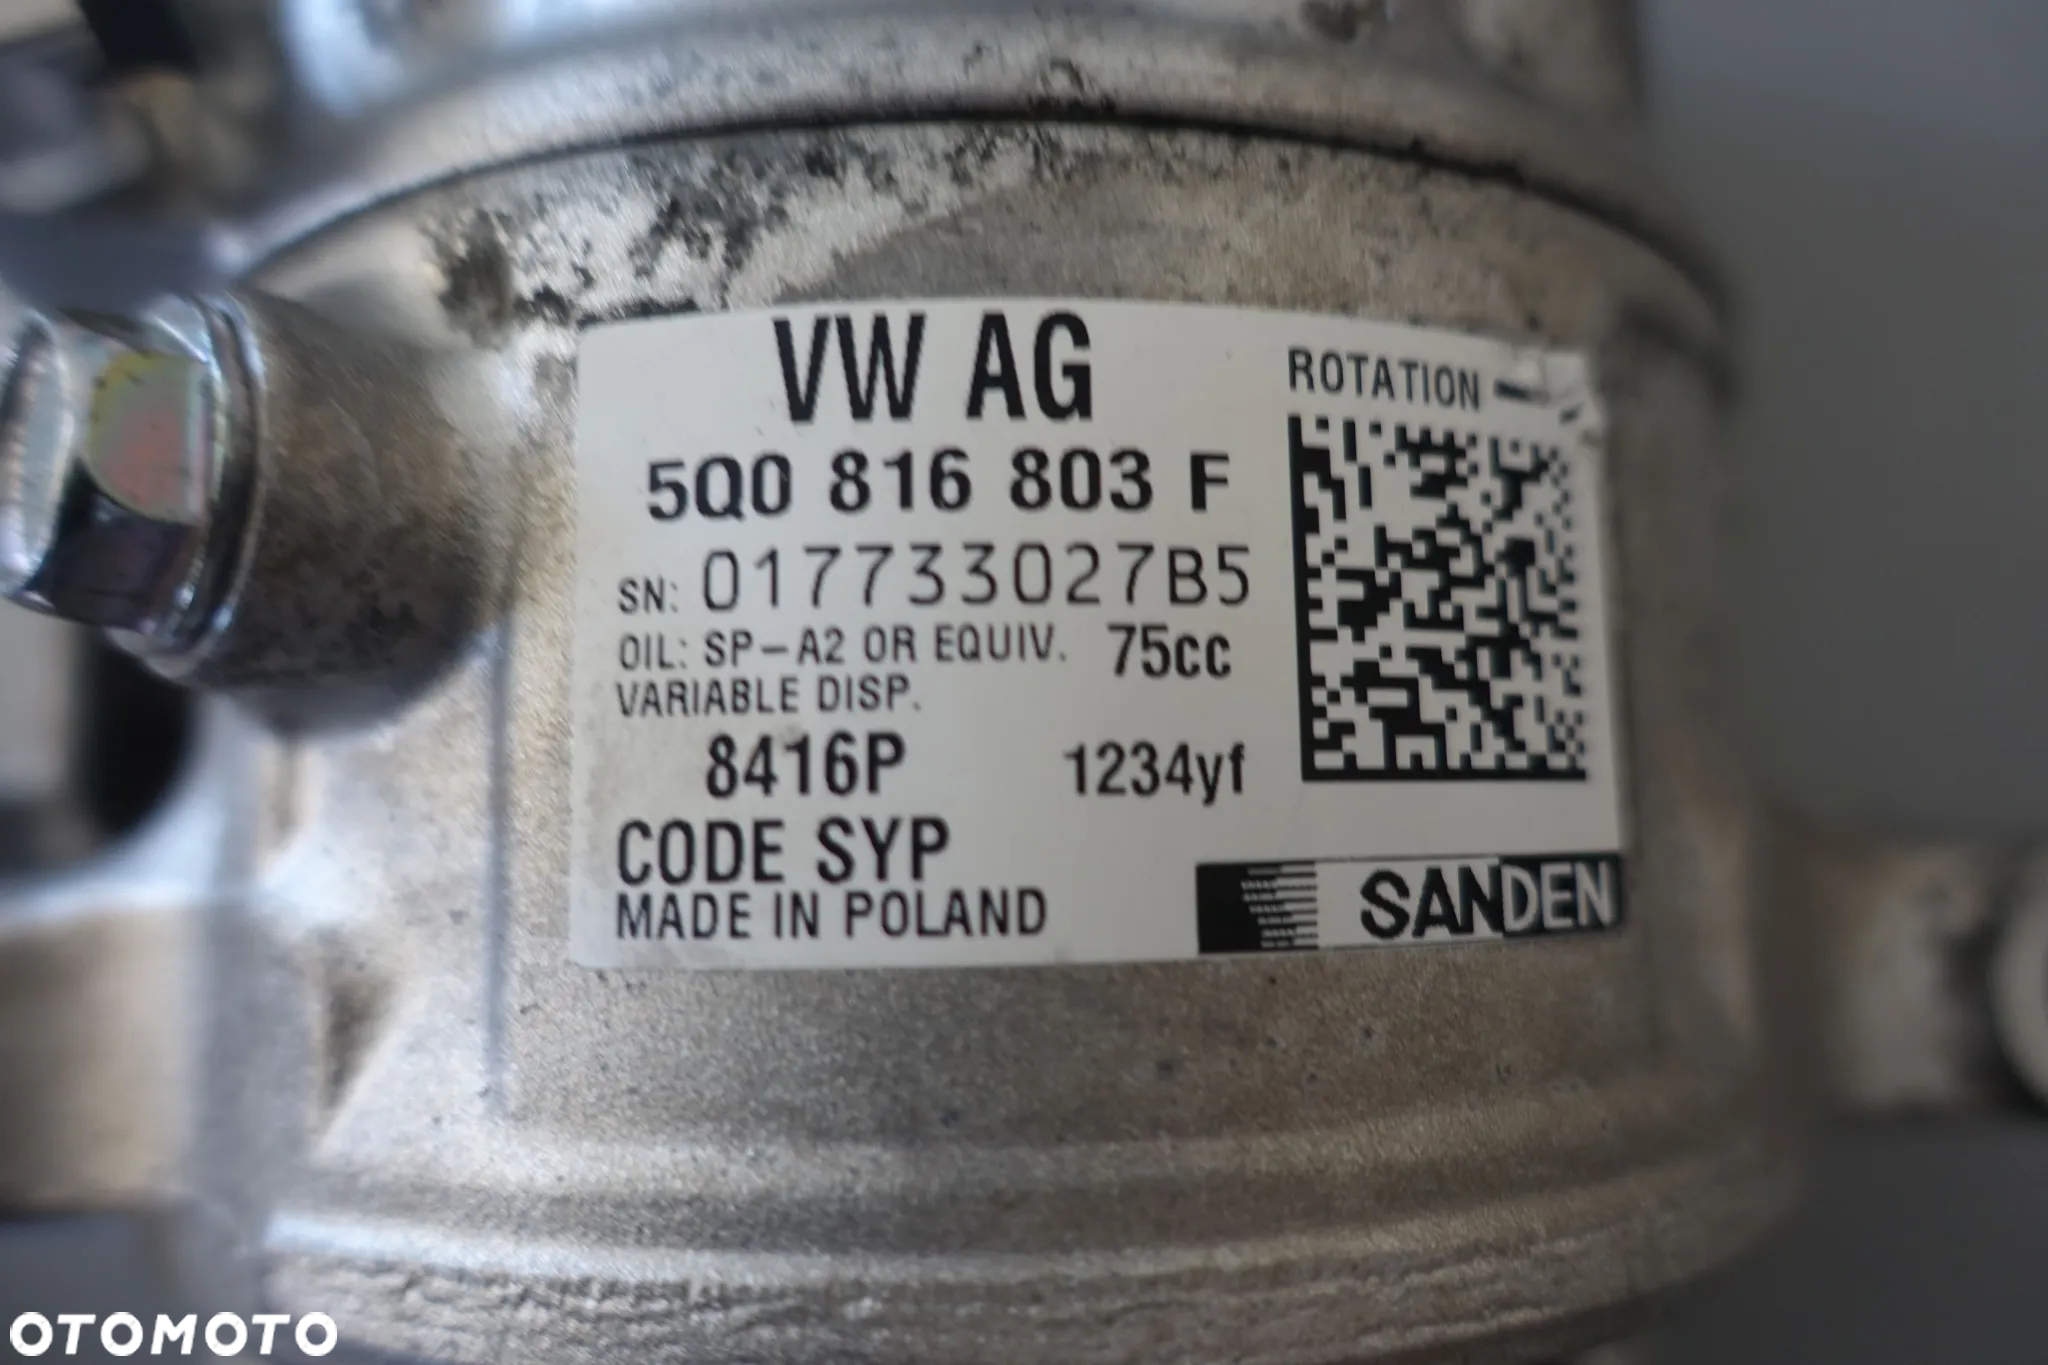 VW AG
ROTATION
5Q0 816 803 F
SN: 017733027B5
OIL: SP-A2 OR EQUIV. 75cc
VARIABLE DISP.
8416P 1234yf
CODE SYP
MADE IN POLAND
SANDEN
OTOMOTO